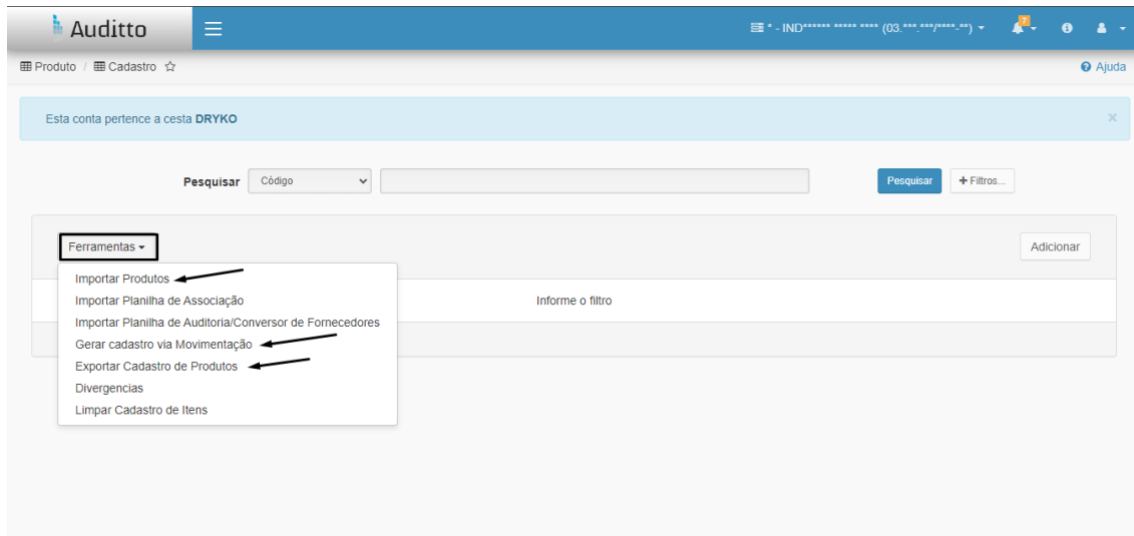 Auditto
* - IND****** ***** **** (03.***.***/****-**)
7
Produto / Cadastro
Ajuda
Esta conta pertence a cesta DRYKO
×
Pesquisar Código Pesquisar + Filtros...
Ferramentas
Adicionar
Importar Produtos
Importar Planilha de Associação
Informe o filtro
Importar Planilha de Auditoria/Conversor de Fornecedores
Gerar cadastro via Movimentação
Exportar Cadastro de Produtos
Divergencias
Limpar Cadastro de Itens